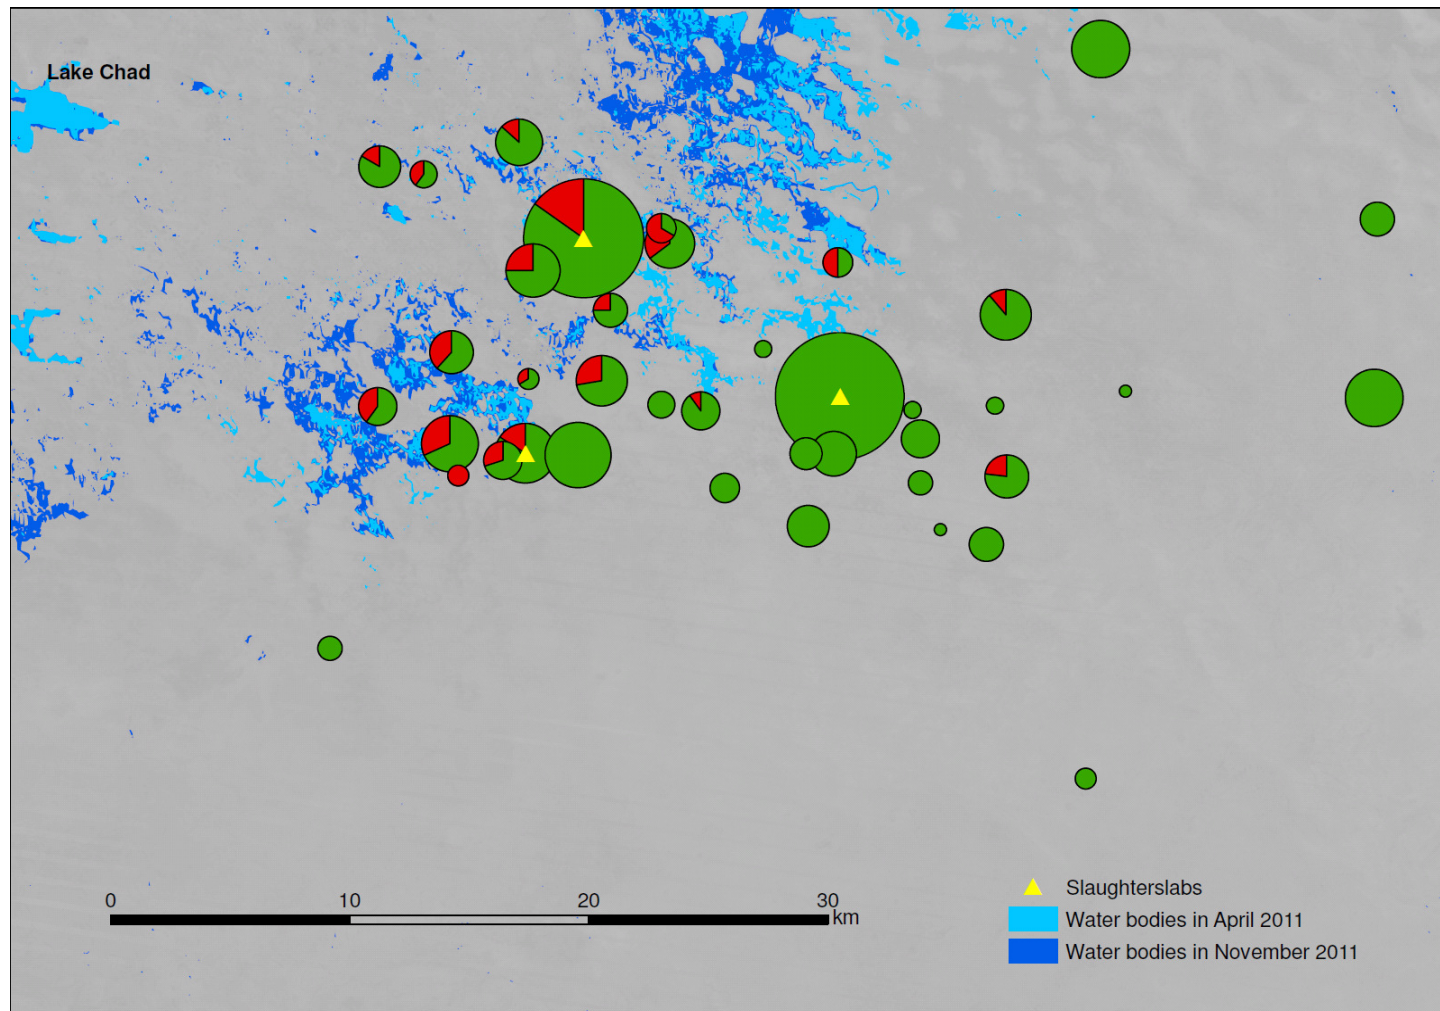 Lake Chad
0 10 20 30
km
Slaughterslabs
Water bodies in April 2011
Water bodies in November 2011